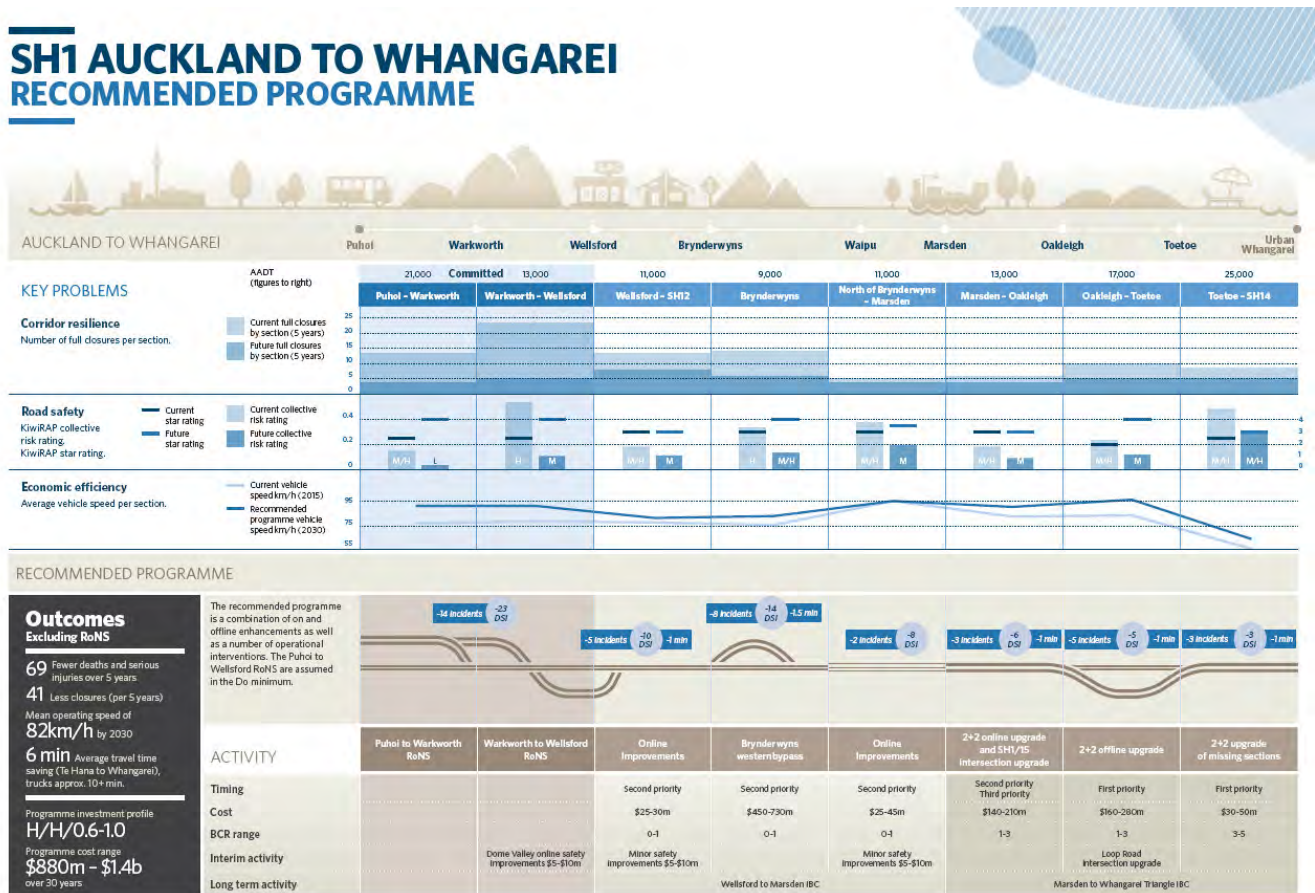 SH1 AUCKLAND TO WHANGAREI
RECOMMENDED PROGRAMME
AUCKLAND TO WHANGAREI
Puhoi
Warkworth
Wellsford
Brynderwyns
Waipu
Marsden
Oakleigh
Toetoe
Urban
Whangarei
KEY PROBLEMS
AADT
(figures to right)
21,000
Committed
13,000
11,000
9,000
11,000
13,000
17,000
25,000
Puhoi – Warkworth
Warkworth – Wellsford
Wellsford – SH12
Brynderwyns
North of Brynderwyns
– Marsden
Marsden – Oakleigh
Oakleigh – Toetoe
Toetoe – SH14
Corridor resilience
Number of full closures per section.
Current full closures
by section (5 years)
Future full closures
by section (5 years)
25
20
15
10
5
0
Road safety
KiwiRAP collective
risk rating.
KiwiRAP star rating.
Current
star rating
Future
star rating
Current collective
risk rating
Future collective
risk rating
0.4
0.2
0
M/H
L
H
M
M/H
M
H
M/H
M/H
M
M/H
M
M/H
M
M/H
M/H
4
3
2
1
0
Economic efficiency
Average vehicle speed per section.
Current vehicle
speed km/h (2015)
Recommended
programme vehicle
speed km/h (2030)
95
75
55
RECOMMENDED PROGRAMME
Outcomes
Excluding RoNS
69 Fewer deaths and serious
injuries over 5 years
41 Less closures (per 5 years)
Mean operating speed of
82km/h by 2030
6 min Average travel time
saving (Te Hana to Whangarei),
trucks approx. 10+ min.
Programme investment profile
H/H/0.6-1.0
Programme cost range
$880m – $1.4b
over 30 years
The recommended programme
is a combination of on and
offline enhancements as well
as a number of operational
interventions. The Puhoi to
Wellsford RoNS are assumed
in the Do minimum.
-14 incidents
-23
DSI
-5 incidents
-10
DSI
-1 min
-8 incidents
-14
DSI
-1.5 min
-2 incidents
-8
DSI
-3 incidents
-6
DSI
-1 min
-5 incidents
-5
DSI
-1 min
-3 incidents
-3
DSI
-1 min
ACTIVITY
Puhoi to Warkworth
RoNS
Warkworth to Wellsford
RoNS
Online
Improvements
Brynderwyns
western bypass
Online
Improvements
2+2 online upgrade
and SH1/15
intersection upgrade
2+2 offline upgrade
2+2 upgrade
of missing sections
Timing
Second priority
Second priority
Second priority
Second priority
Third priority
First priority
First priority
Cost
$25-30m
$450-730m
$25-45m
$140-210m
$160-280m
$30-50m
BCR range
0-1
0-1
0-1
1-3
1-3
3-5
Interim activity
Dome Valley online safety
improvements $5-$10m
Minor safety
improvements $5-$10m
Minor safety
improvements $5-$10m
Loop Road
intersection upgrade
Long term activity
Wellsford to Marsden IBC
Marsden to Whangarei Triangle IBC